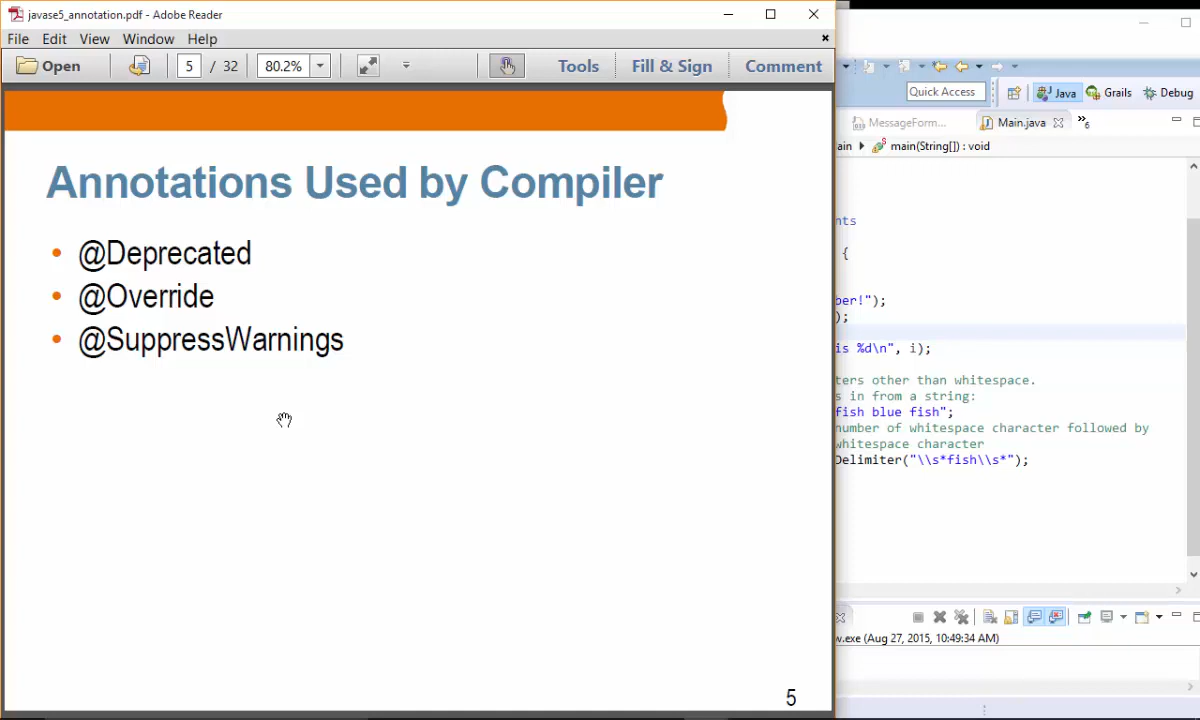 javase5_annotation.pdf - Adobe Reader
File Edit View Window Help
Open 5 / 32 80.2% Tools Fill & Sign Comment
Annotations Used by Compiler
• @Deprecated
• @Override
• @SuppressWarnings
5
Quick Access Java Grails Debug
MessageForm... Main.java 6
ain main(String[]) : void
nts
{
ber!");
);
is %d\n", i);
ters other than whitespace.
s in from a string:
fish blue fish";
number of whitespace character followed by
whitespace character
Delimiter("\\s*fish\\s*");
w.exe (Aug 27, 2015, 10:49:34 AM)